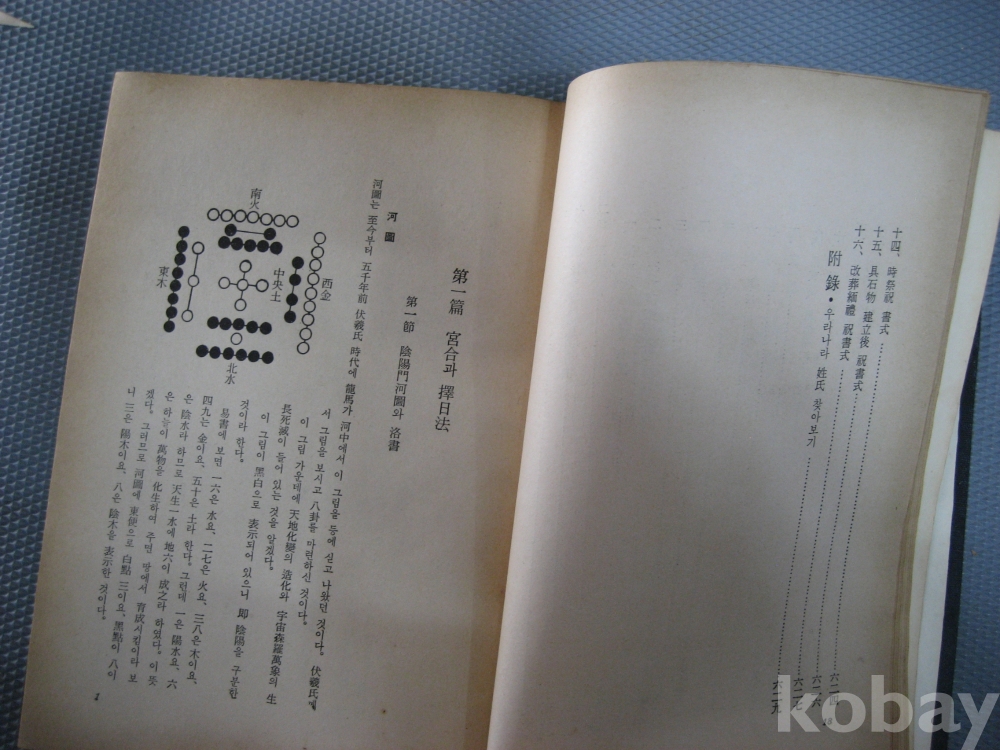 十四、時祭祝 書式
十五、具石物 建立後 祝書式
十六、改葬緬禮 祝書式
附錄・우리나라 姓氏 찾아보기
六二六
六二七
六二九
第一篇 宮合과 擇日法
第一節 陰陽門河圖와 洛書
河圖
河圖는 至今부터 五千年前 伏羲氏 時代에 龍馬가 河中에서 이 그림을 등에 싣고 나왔던 것이다。 伏羲氏께
서 그림을 보시고 八卦를 마련하신 것이다。
이 그림 가운데에 天地化變의 造化와 宇宙森羅萬象의 生
長死滅이 들어 있는 것을 알겠다。
이 그림이 黑白으로 表示되어 있으니 即 陰陽을 구분한
것이라 한다。
易書에 보면 一六은 水요、二七은 火요、三八은 木이요、
四九는 金이요、五十은 土라 한다。그런데 一은 陽水요、六
은 陰水라 하므로 天生一水에 地六이 成之라 하였다。이 뜻
은 하늘이 萬物을 化生하여 주면 땅에서 育成시킴이라 보
겠다。그러므로 河圖에 東便으로 白點 三이요、黑點이 八이
니 三은 陽木이요、八은 陰木을 表示한 것이다。
南火
西金
中央土
東木
北水
kobay